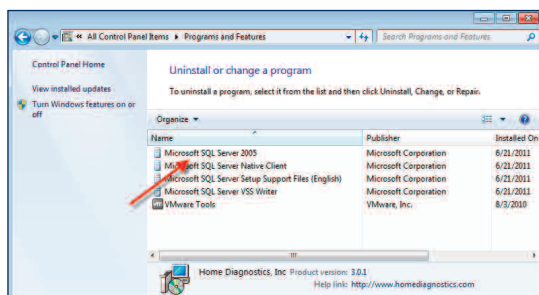 All Control Panel Items ▸ Programs and Features
Search Programs and Features
Control Panel Home
View installed updates
Turn Windows features on or
off
Uninstall or change a program
To uninstall a program, select it from the list and then click Uninstall, Change, or Repair.
Organize
Name Publisher Installed On
Microsoft SQL Server 2005 Microsoft Corporation 6/21/2011
Microsoft SQL Server Native Client Microsoft Corporation 6/21/2011
Microsoft SQL Server Setup Support Files (English) Microsoft Corporation 6/21/2011
Microsoft SQL Server VSS Writer Microsoft Corporation 6/21/2011
VMware Tools VMware, Inc. 8/3/2010
Home Diagnostics, Inc Product version: 3.0.1
Help link: http://www.homediagnostics.com